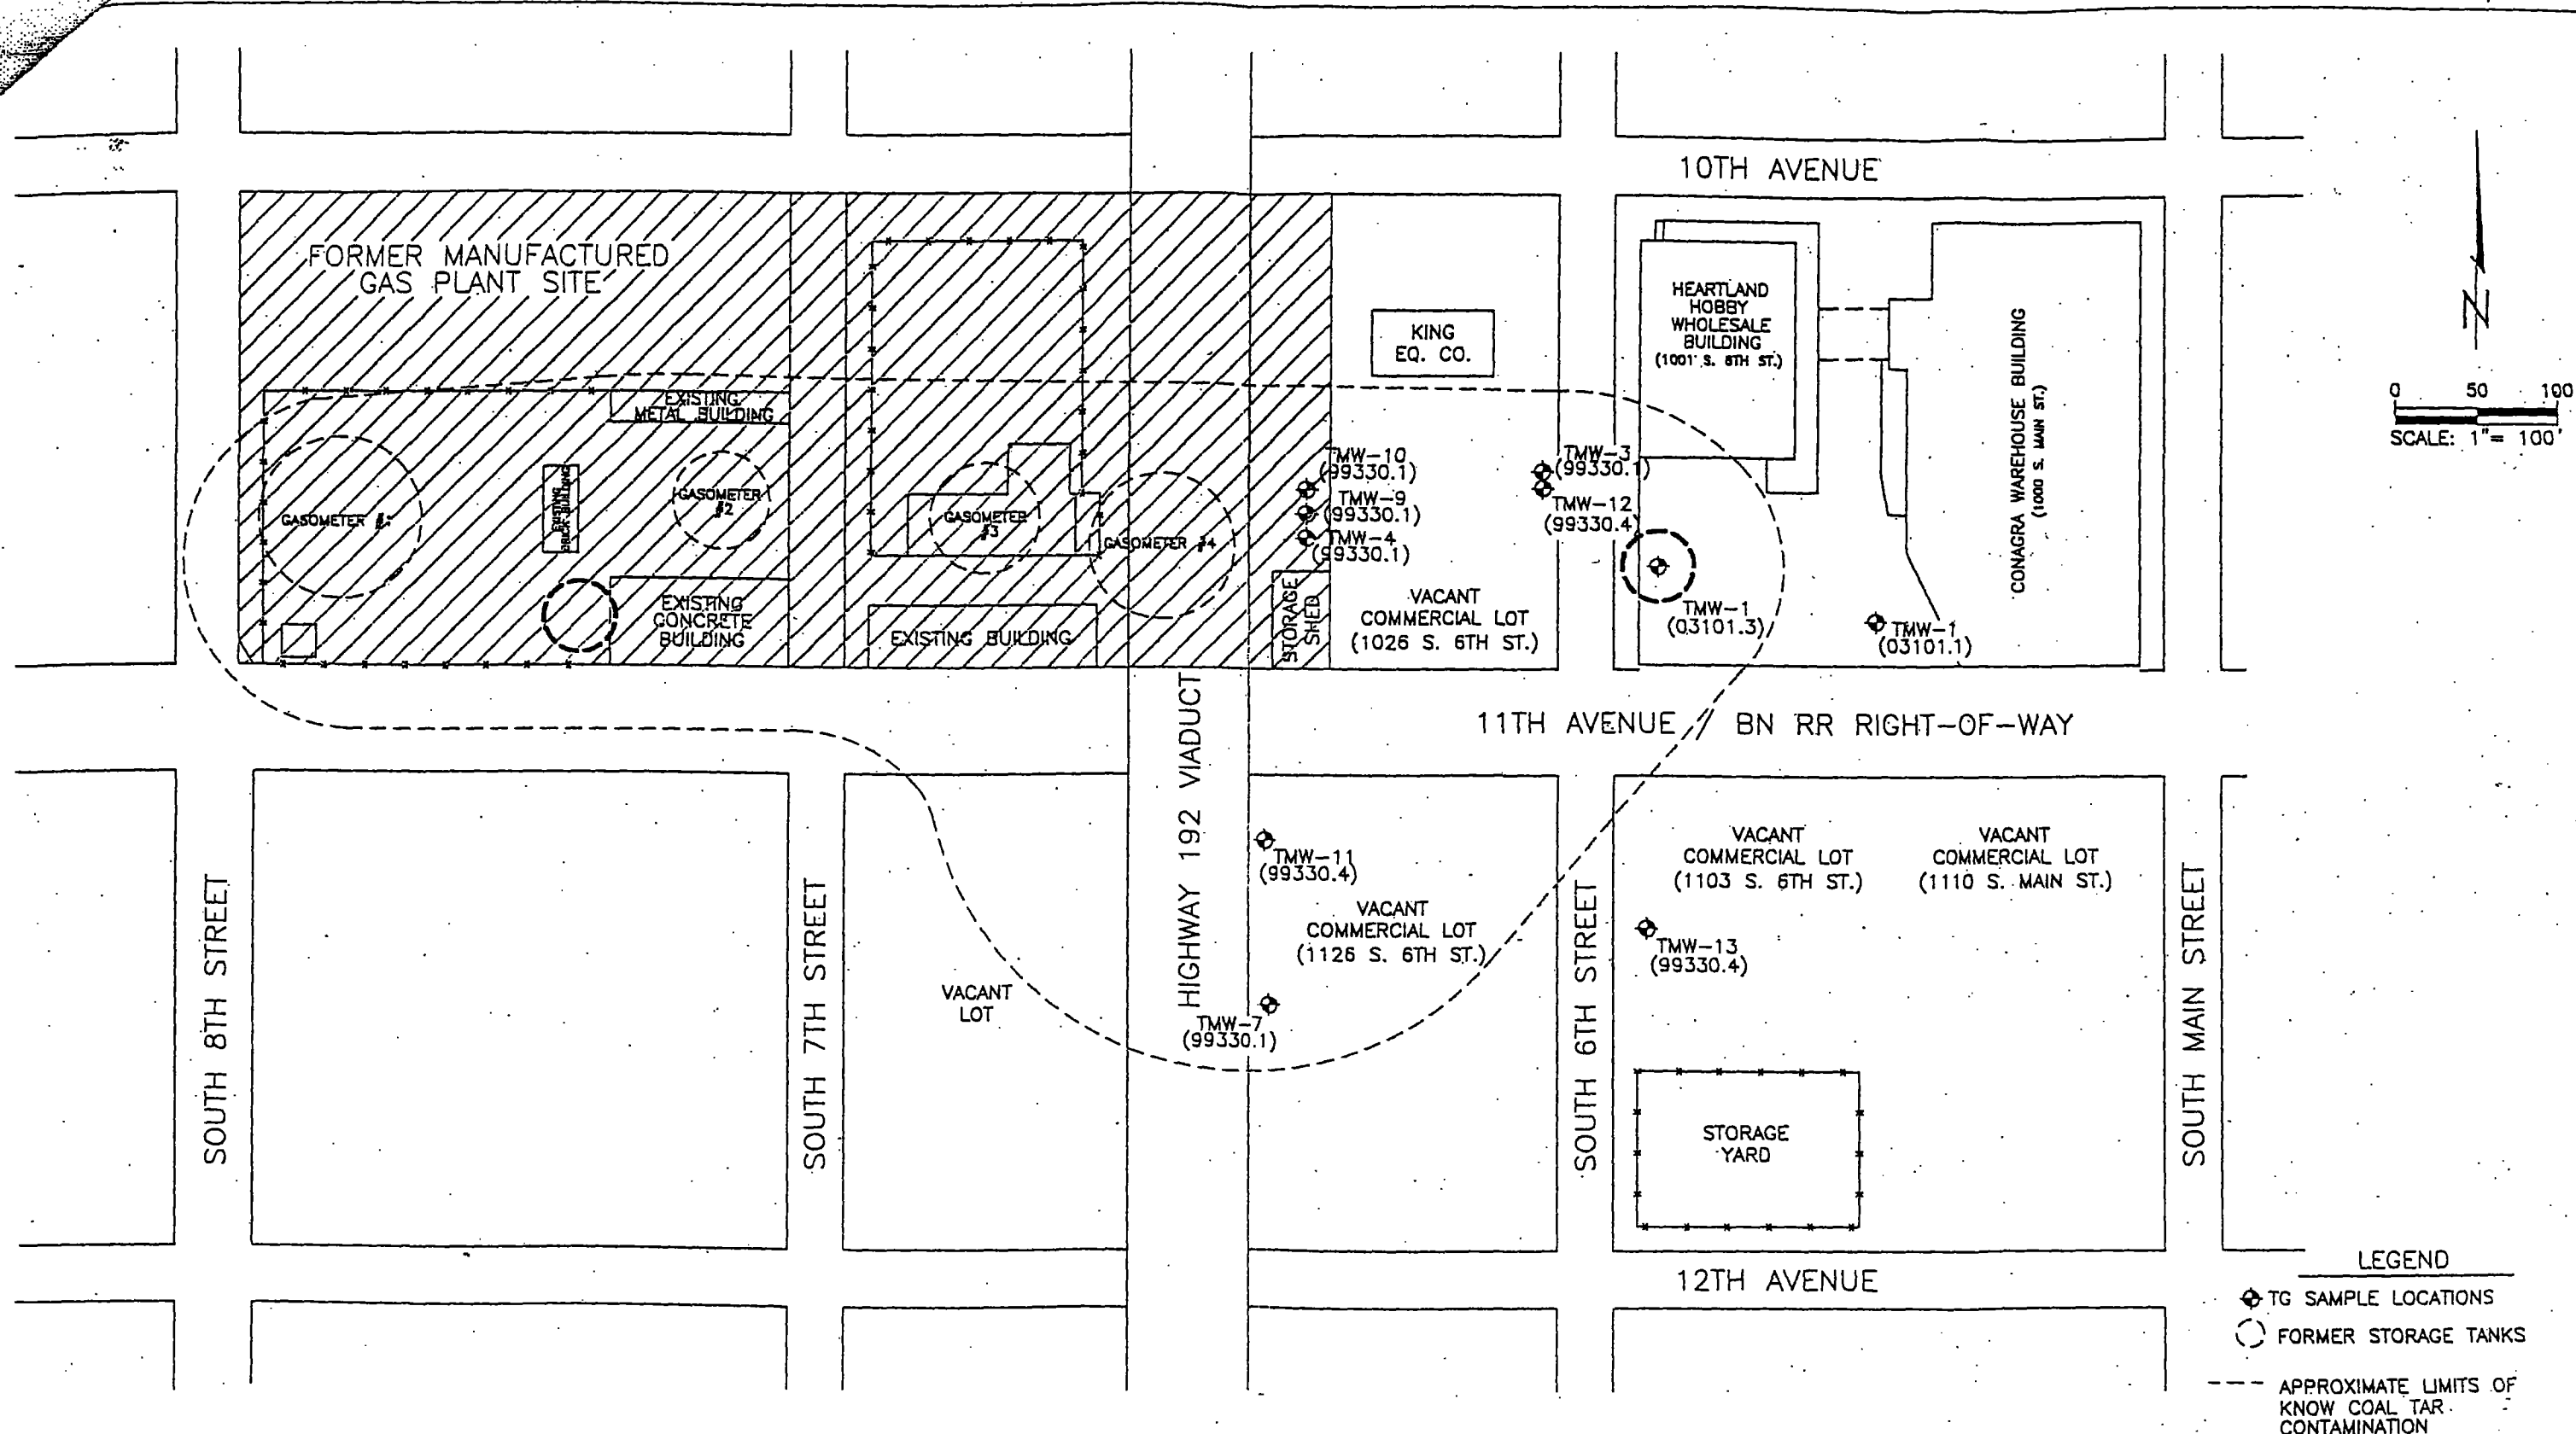 10TH AVENUE
FORMER MANUFACTURED
GAS PLANT SITE
KING
EQ. CO.
HEARTLAND
HOBBY
WHOLESALE
BUILDING
(1001 S. 6TH ST.)
CONAGRA WAREHOUSE BUILDING
(1000 S. MAIN ST.)
N
0 50 100
SCALE: 1"= 100'
EXISTING
METAL BUILDING
EXISTING
BRICK BUILDING
GASOMETER
GASOMETER
#2
GASOMETER
#3
GASOMETER #4
TMW-10
(99330.1)
TMW-9
(99330.1)
TMW-4
(99330.1)
TMW-3
(99330.1)
TMW-12
(99330.4)
TMW-1
(03101.3)
TMW-1
(03101.1)
EXISTING
CONCRETE
BUILDING
EXISTING BUILDING
STORAGE
SHED
VACANT
COMMERCIAL LOT
(1026 S. 6TH ST.)
11TH AVENUE / BN RR RIGHT-OF-WAY
HIGHWAY 192 VIADUCT
TMW-11
(99330.4)
VACANT
COMMERCIAL LOT
(1126 S. 6TH ST.)
TMW-7
(99330.1)
VACANT
LOT
VACANT
COMMERCIAL LOT
(1103 S. 6TH ST.)
VACANT
COMMERCIAL LOT
(1110 S. MAIN ST.)
TMW-13
(99330.4)
STORAGE
YARD
SOUTH 8TH STREET
SOUTH 7TH STREET
SOUTH 6TH STREET
SOUTH MAIN STREET
12TH AVENUE
LEGEND
TG SAMPLE LOCATIONS
FORMER STORAGE TANKS
APPROXIMATE LIMITS OF
KNOW COAL TAR
CONTAMINATION